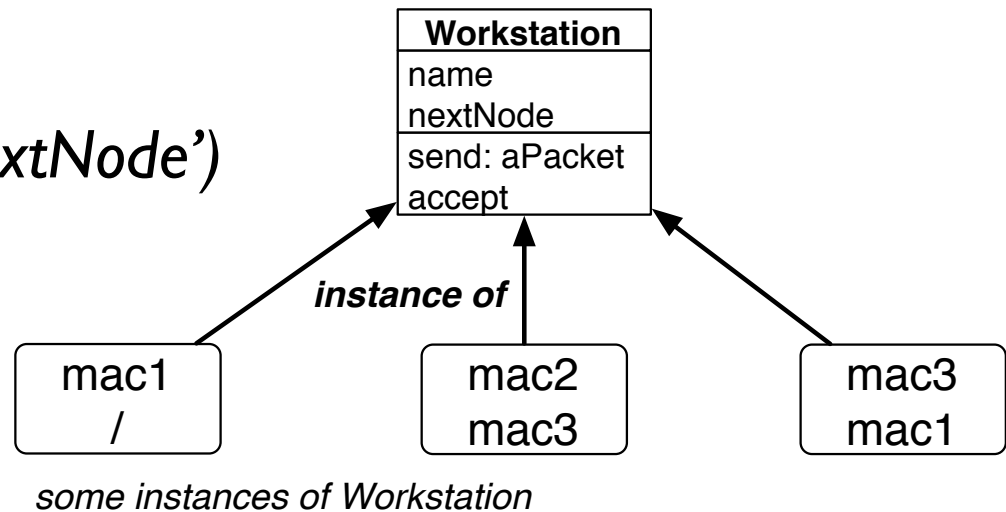 Workstation
name
nextNode
xtNode')
send: aPacket
accept
instance of
mac1
/
mac2
mac3
mac3
mac1
some instances of Workstation